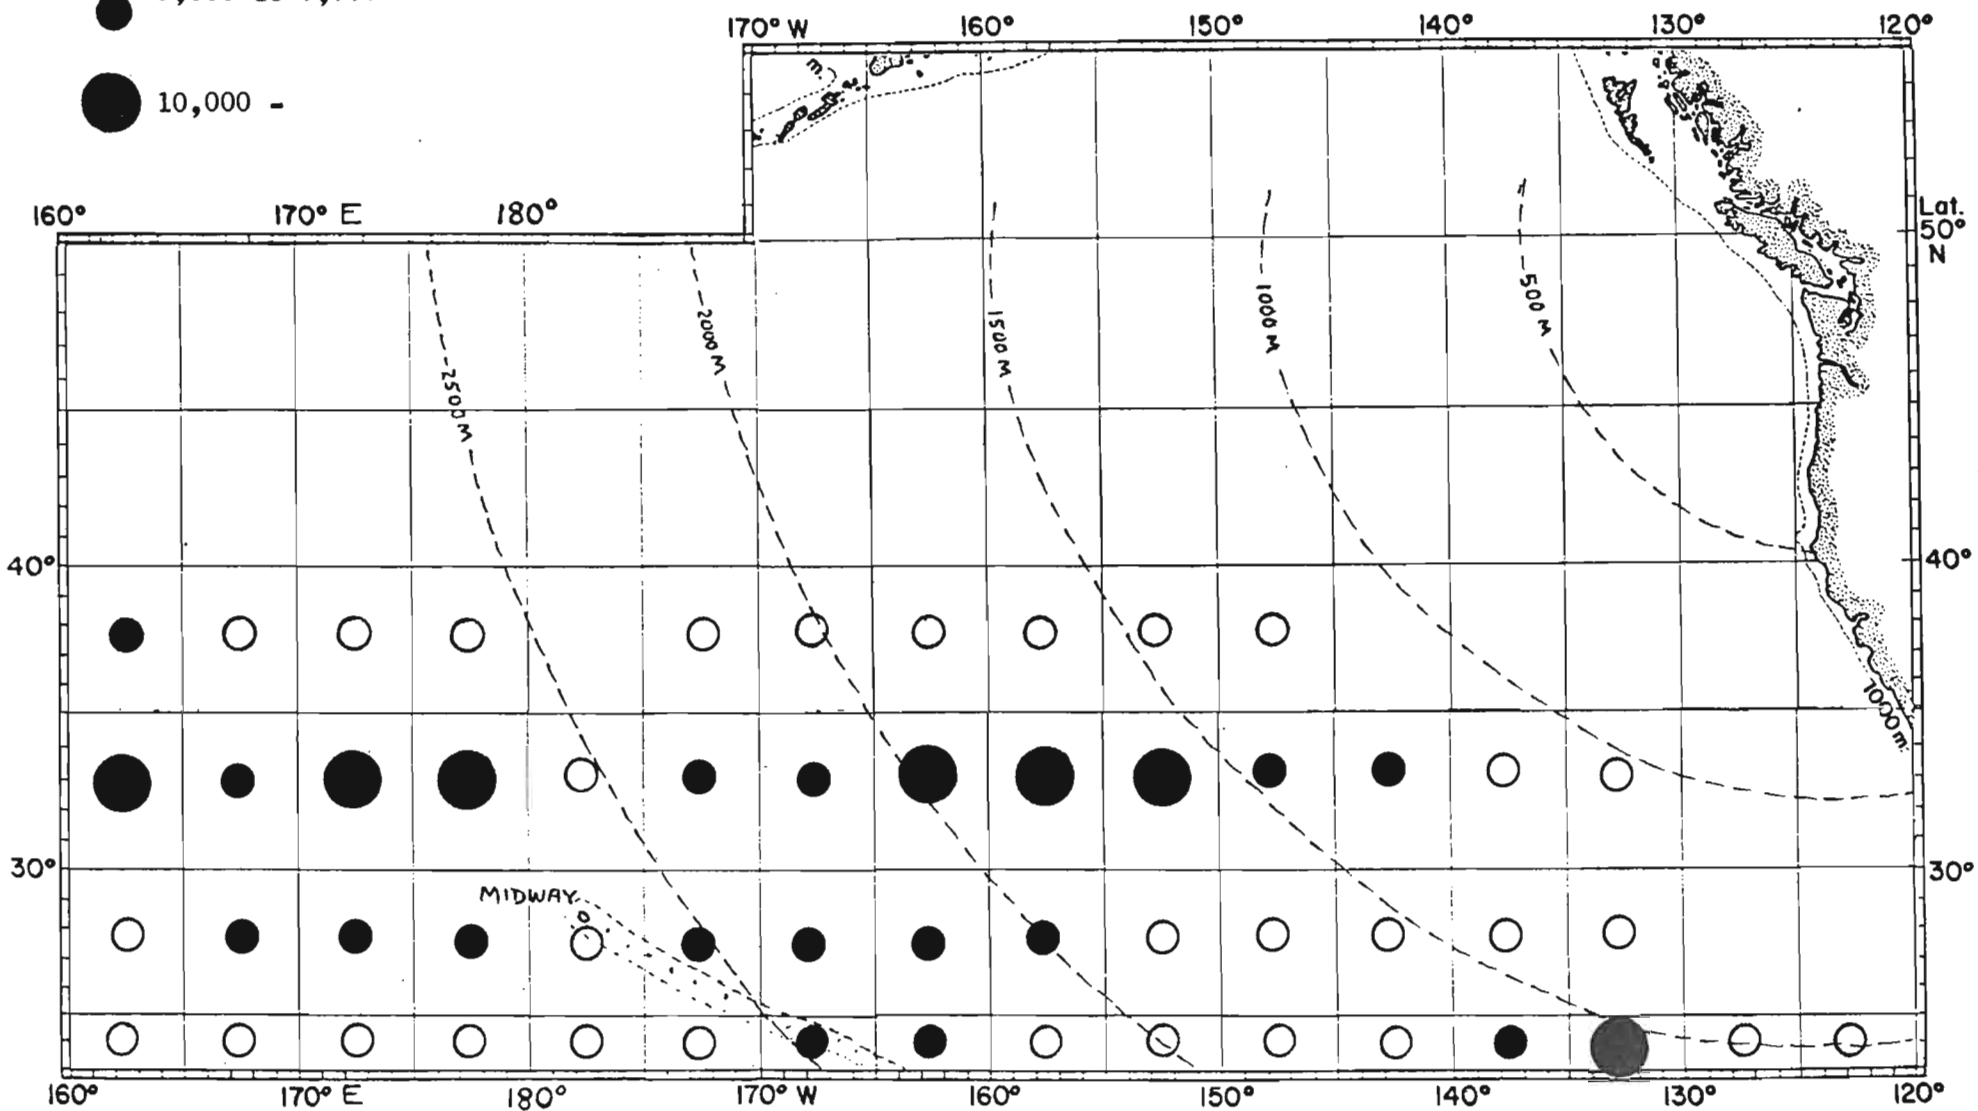 10,000 -
170° W 160° 150° 140° 130° 120°
m.
160° 170° E 180°
Lat.
50°
N
2500 M
2000 M
1500 M
1000 M
500 M
40°
40°
1000 m.
30°
30°
MIDWAY
160° 170° E 180° 170° W 160° 150° 140° 130° 120°